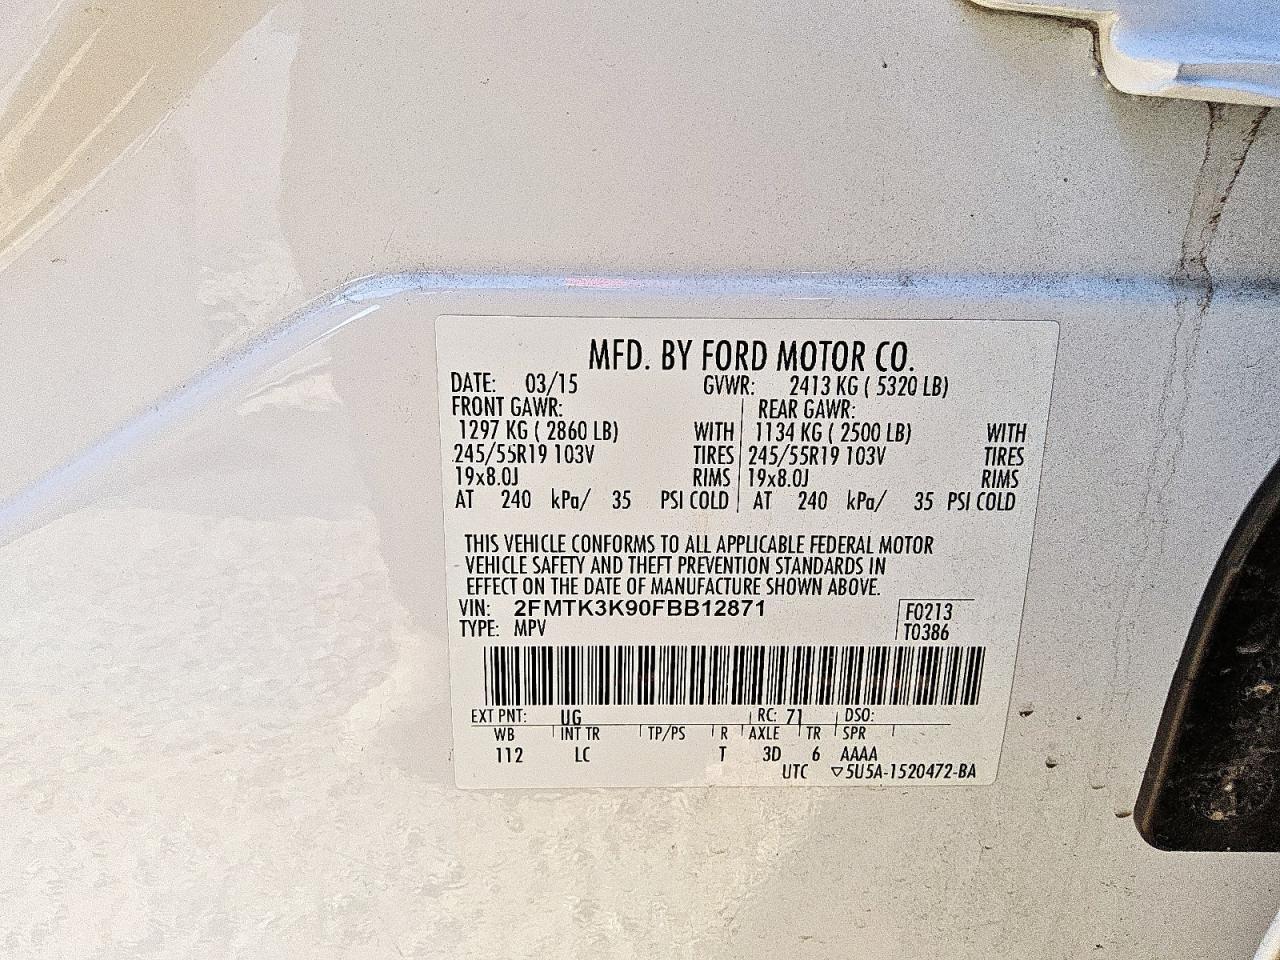 MFD. BY FORD MOTOR CO.
DATE: 03/15 GVWR: 2413 KG ( 5320 LB)
FRONT GAWR: REAR GAWR:
1297 KG ( 2860 LB) WITH 1134 KG ( 2500 LB) WITH
245/55R19 103V TIRES 245/55R19 103V TIRES
19x8.0J RIMS 19x8.0J RIMS
AT 240 kPa/ 35 PSI COLD AT 240 kPa/ 35 PSI COLD
THIS VEHICLE CONFORMS TO ALL APPLICABLE FEDERAL MOTOR
VEHICLE SAFETY AND THEFT PREVENTION STANDARDS IN
EFFECT ON THE DATE OF MANUFACTURE SHOWN ABOVE.
VIN: 2FMTK3K90FBB12871 F0213
TYPE: MPV T0386
EXT PNT: UG RC: 71 DSO:
WB INT TR TP/PS R AXLE TR SPR
112 LC T 3D 6 AAAA
UTC ▽5U5A-1520472-BA